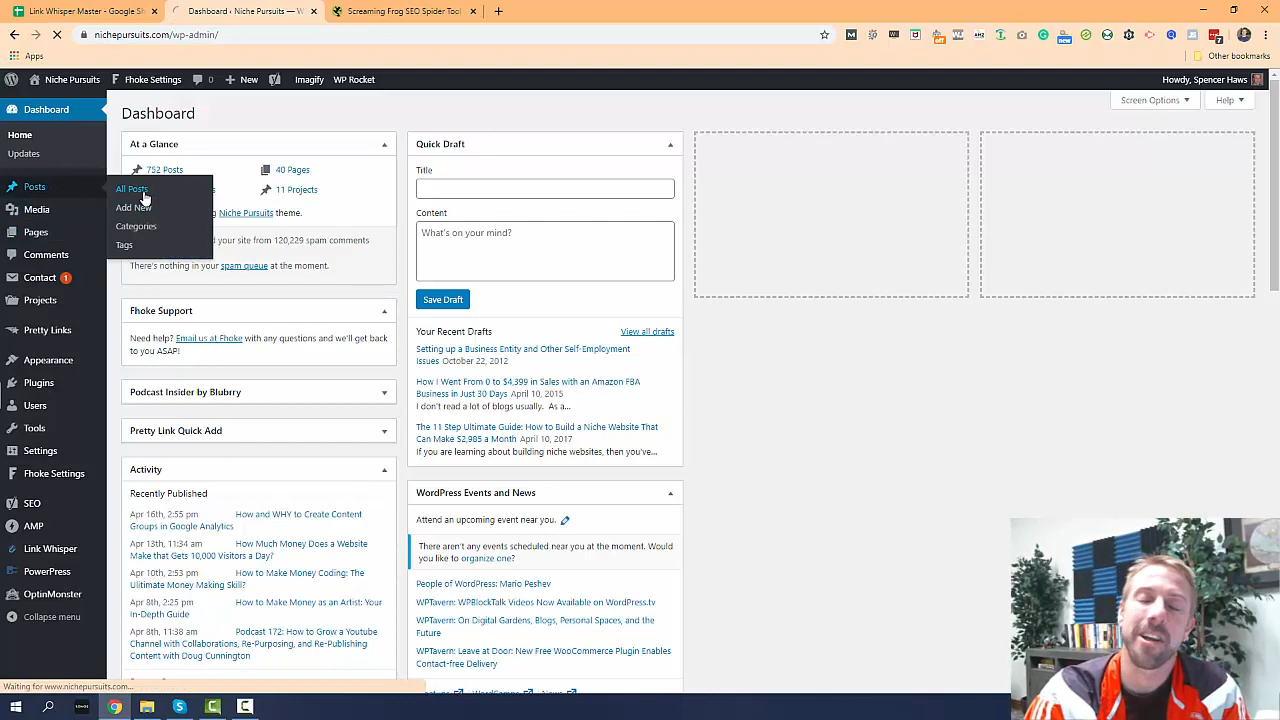 Link Whisper Master - Google Sh
Dashboard ‹ Niche Pursuits — W
Screaming Frog SEO Spider Tool
nichepursuits.com/wp-admin/
Apps
Other bookmarks
Niche Pursuits
Fhoke Settings
0
New
Imagify
WP Rocket
Howdy, Spencer Haws
Dashboard
Home
Updates
Posts
Media
Pages
Comments
Contact 1
Projects
Pretty Links
Appearance
Plugins
Users
Tools
Settings
Fhoke Settings
SEO
AMP
Link Whisper
PowerPress
OptinMonster
Collapse menu
All Posts
Add New
Categories
Tags
Dashboard
Screen Options
Help
At a Glance
752 Posts
40 Pages
11 Projects
Niche Pursuits theme.
your site from 120,229 spam comments
There's nothing in your spam queue at the moment.
Fhoke Support
Need help? Email us at Fhoke with any questions and we'll get back
to you ASAP!
Podcast Insider by Blubrry
Pretty Link Quick Add
Activity
Recently Published
Apr 16th, 2:55 pm How and WHY to Create Content
Groups in Google Analytics
Apr 13th, 11:34 am How Much Money Does a Website
Make that Gets 10,000 Visitors a Day?
Apr 10th, 2:53 pm How to Make Money Coding: The
Ultimate Money Making Skill?
Apr 8th, 2:25 pm How to Make Money as an Artist: Your
In-Depth Guide
Apr 8th, 11:38 am Podcast 172: How to Grow a Youtube
Channel with Collaborations, Re-Purposing, and Re-Publishing
Content with Doug Cunnington
Quick Draft
Title
Content
What's on your mind?
Save Draft
Your Recent Drafts
View all drafts
Setting up a Business Entity and Other Self-Employment
Issues October 22, 2012
How I Went From 0 to $4,399 in Sales with an Amazon FBA
Business in Just 30 Days April 10, 2015
I don't read a lot of blogs usually. As a...
The 11 Step Ultimate Guide: How to Build a Niche Website That
Can Make $2,985 a Month April 10, 2017
If you are learning about building niche websites, then you've...
WordPress Events and News
Attend an upcoming event near you.
There aren't any events scheduled near you at the moment. Would
you like to organize one?
People of WordPress: Mario Peshev
WPTavern: WPBlockTalk Videos Now Available on WordPress.tv
WPTavern: On Digital Gardens, Blogs, Personal Spaces, and the
Future
WPTavern: Leave at Door: New Free WooCommerce Plugin Enables
Contact-free Delivery
Waiting for www.nichepursuits.com...